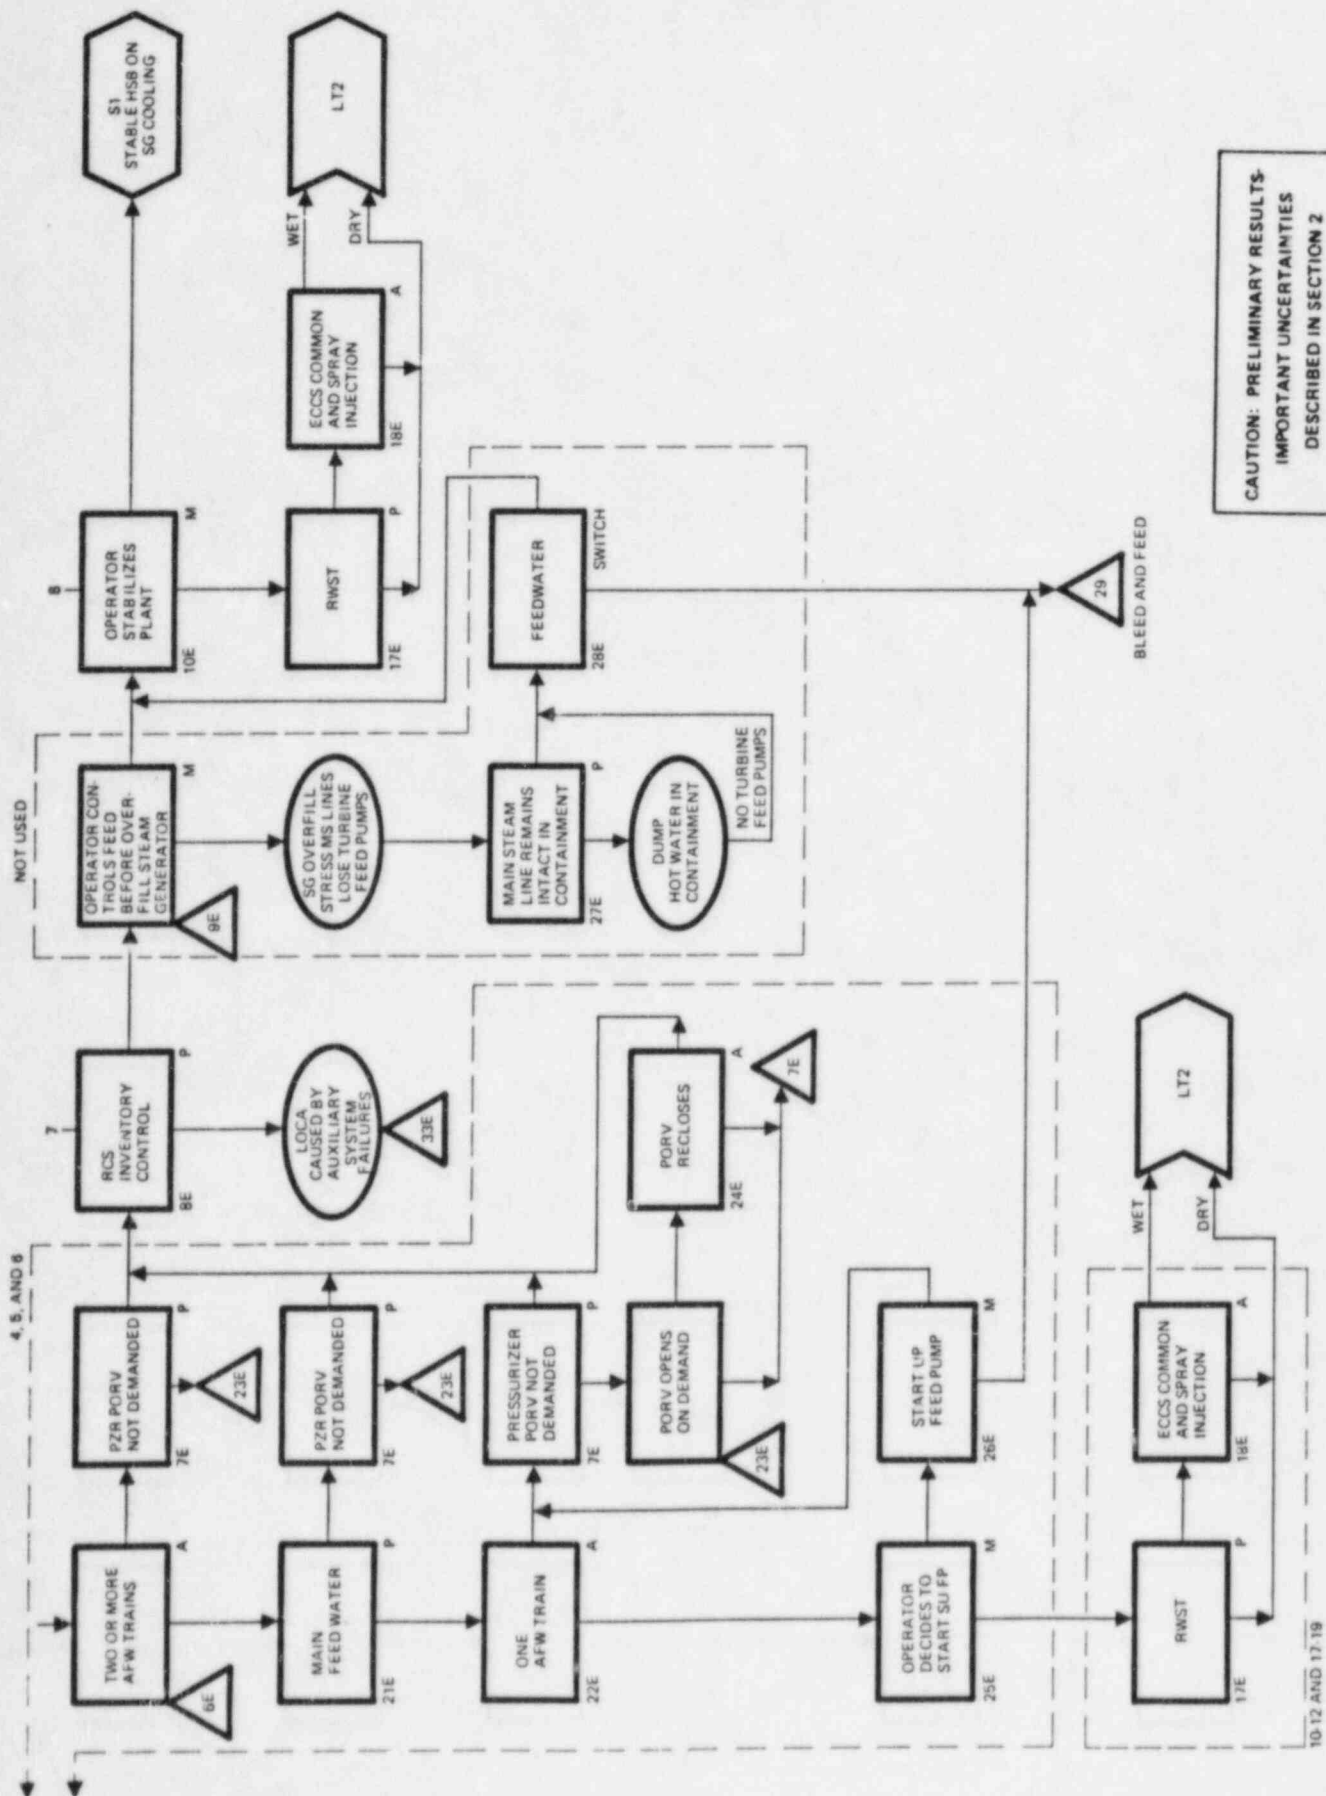 4, 5, AND 6
TWO OR MORE
AFW TRAINS
A
6E
PZR PORV
NOT DEMANDED
7E
P
23E
7
RCS
INVENTORY
CONTROL
8E
P
LOCA
CAUSED BY
AUXILIARY
SYSTEM
FAILURES
33E
NOT USED
OPERATOR CON-
TROLS FEED
BEFORE OVER-
FILL STEAM
GENERATOR
M
9E
8
OPERATOR
STABILIZES
PLANT
10E
M
S1
STABLE HSB ON
SG COOLING
MAIN
FEED WATER
21E
P
PZR PORV
NOT DEMANDED
7E
P
23E
SG OVERFILL
STRESS MS LINES
LOSE TURBINE
FEED PUMPS
RWST
17E
P
ECCS COMMON
AND SPRAY
INJECTION
18E
A
WET
DRY
LT2
ONE
AFW TRAIN
22E
A
PRESSURIZER
PORV NOT
DEMANDED
7E
P
MAIN STEAM
LINE REMAINS
INTACT IN
CONTAINMENT
27E
P
FEEDWATER
28E
SWITCH
PORV OPENS
ON DEMAND
23E
PORV
RECLOSES
24E
A
7E
DUMP
HOT WATER IN
CONTAINMENT
NO TURBINE
FEED PUMPS
OPERATOR
DECIDES TO
START SU FP
25E
M
START UP
FEED PUMP
26E
M
29
BLEED AND FEED
RWST
17E
P
ECCS COMMON
AND SPRAY
INJECTION
18E
A
WET
DRY
LT2
10-12 AND 17-19
CAUTION: PRELIMINARY RESULTS-
IMPORTANT UNCERTAINTIES
DESCRIBED IN SECTION 2